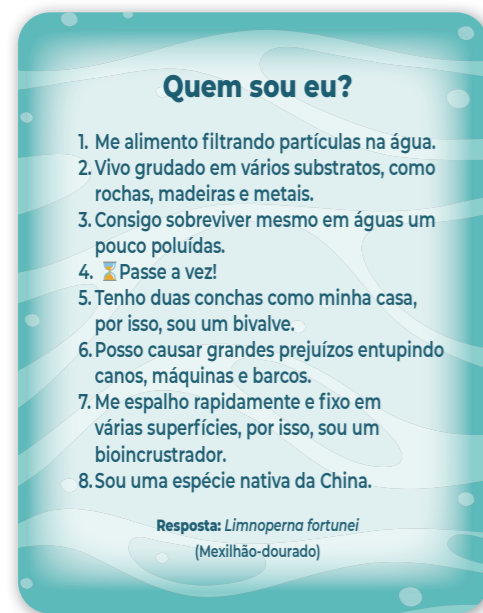 Quem sou eu?
1. Me alimento filtrando partículas na água.
2. Vivo grudado em vários substratos, como
rochas, madeiras e metais.
3. Consigo sobreviver mesmo em águas um
pouco poluídas.
4. ⏳Passe a vez!
5. Tenho duas conchas como minha casa,
por isso, sou um bivalve.
6. Posso causar grandes prejuízos entupindo
canos, máquinas e barcos.
7. Me espalho rapidamente e fixo em
várias superfícies, por isso, sou um
bioincrustrador.
8. Sou uma espécie nativa da China.
Resposta: Limnoperna fortunei
(Mexilhão-dourado)